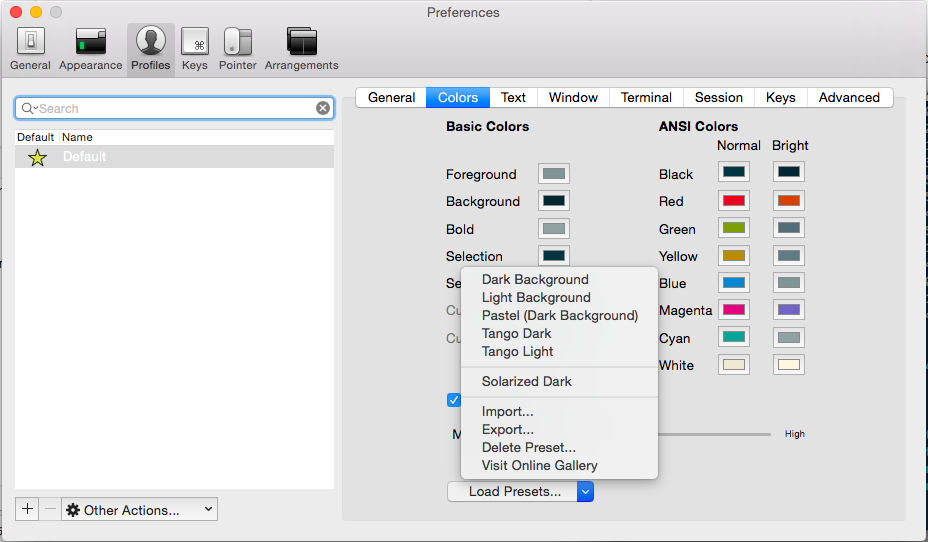 Preferences
General Appearance Profiles Keys Pointer Arrangements
Search
General Colors Text Window Terminal Session Keys Advanced
Default Name
Default
Basic Colors
Foreground
Background
Bold
Selection
Se
Cu
Cu
M
ANSI Colors
Normal Bright
Black
Red
Green
Yellow
Blue
Magenta
Cyan
White
High
Dark Background
Light Background
Pastel (Dark Background)
Tango Dark
Tango Light
Solarized Dark
Import...
Export...
Delete Preset...
Visit Online Gallery
Load Presets...
Other Actions...